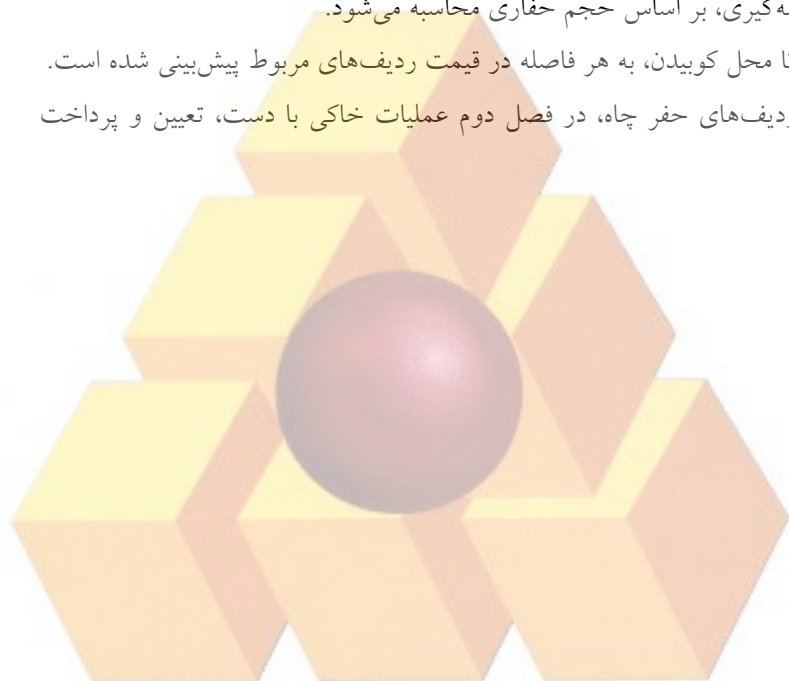 ه‌گیری، بر اساس حجم حفاری محاسبه می‌شود.
تا محل کوبیدن، به هر فاصله در قیمت ردیف‌های مربوط پیش‌بینی شده است.
ردیف‌های حفر چاه، در فصل دوم عملیات خاکی با دست، تعیین و پرداخت